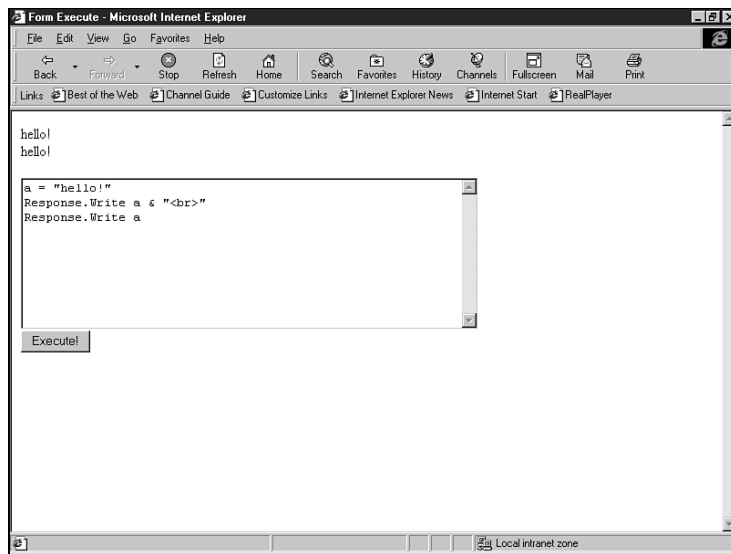 Form Execute - Microsoft Internet Explorer
File Edit View Go Favorites Help
Back Forward Stop Refresh Home Search Favorites History Channels Fullscreen Mail Print
Links Best of the Web Channel Guide Customize Links Internet Explorer News Internet Start RealPlayer
hello!
hello!
a = "hello!"
Response.Write a & "<br>"
Response.Write a
Execute!
Local intranet zone